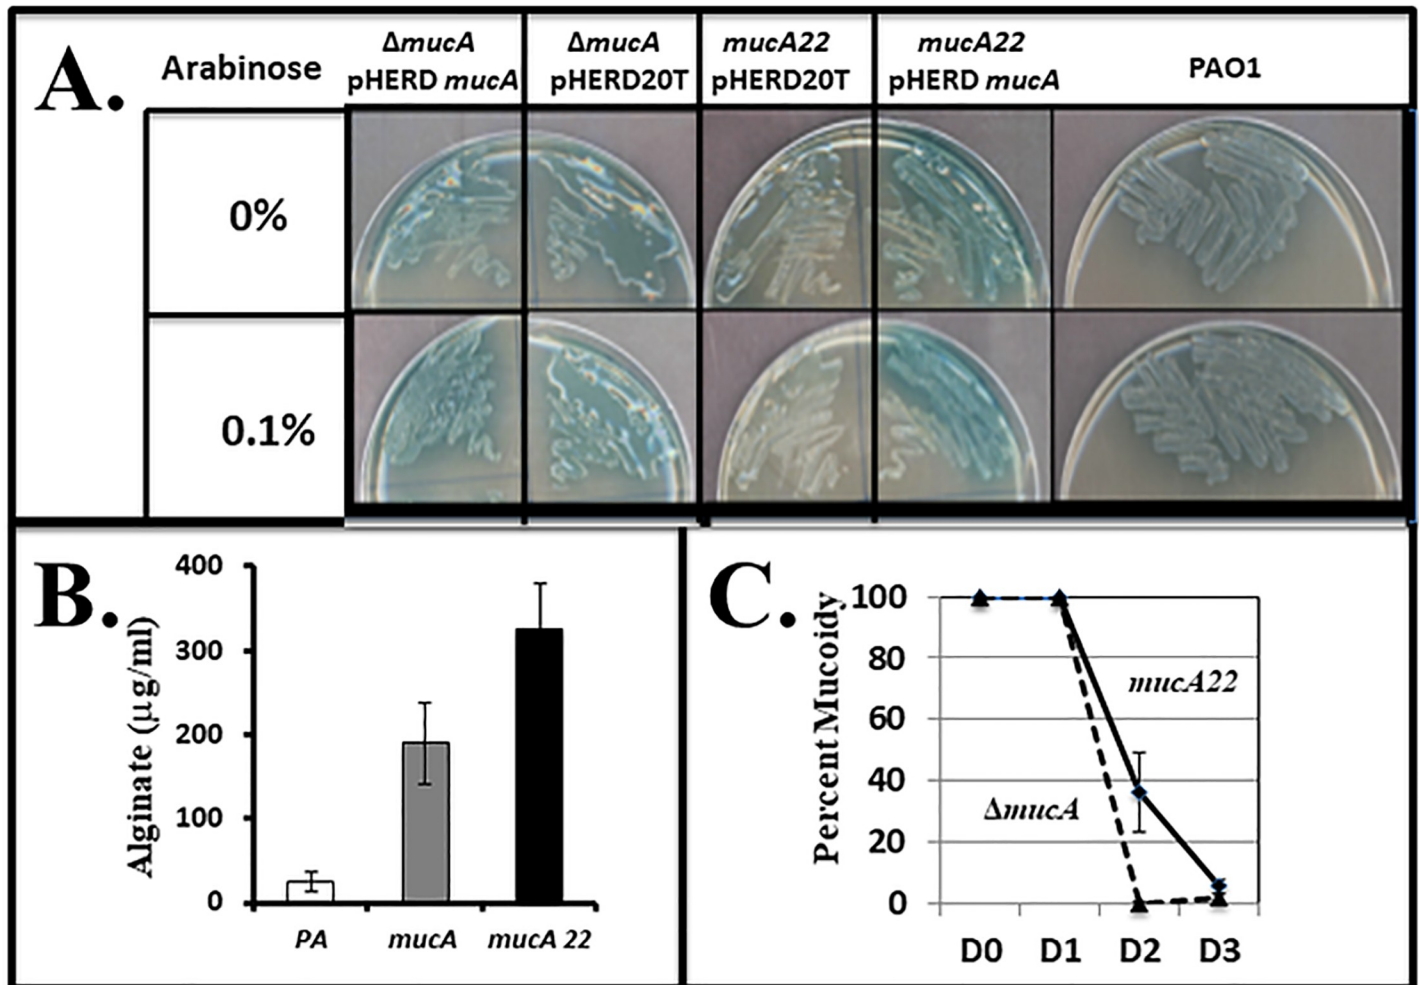 A.
Arabinose
ΔmucA
pHERD mucA
ΔmucA
pHERD20T
mucA22
pHERD20T
mucA22
pHERD mucA
PAO1
0%
0.1%
B.
Alginate (µg/ml)
400
300
200
100
0
PA
mucA
mucA 22
C.
Percent Mucoidy
100
80
60
40
20
0
mucA22
ΔmucA
D0
D1
D2
D3